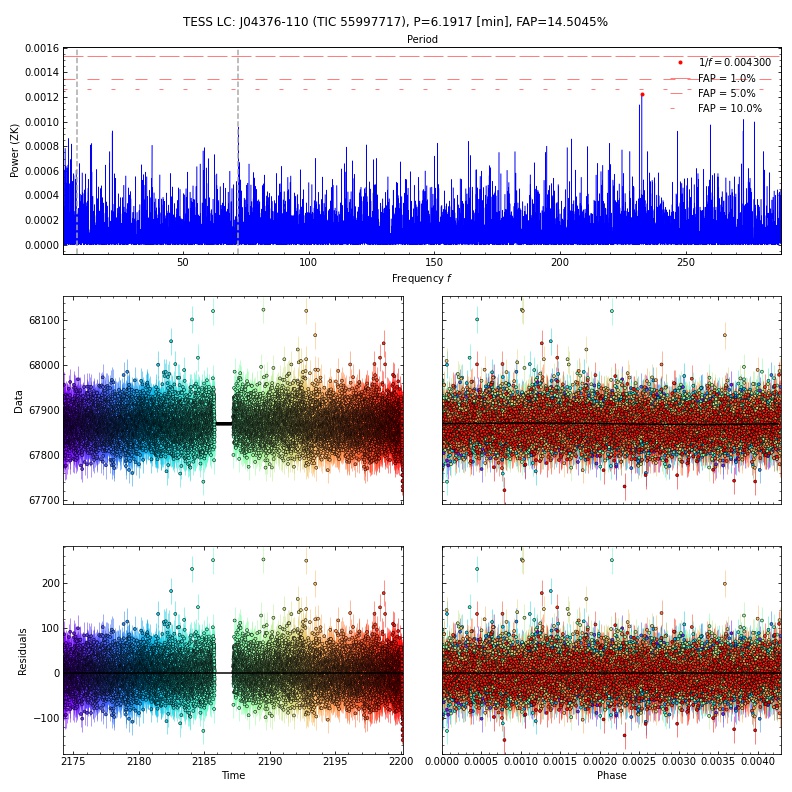 TESS LC: J04376-110 (TIC 55997717), P=6.1917 [min], FAP=14.5045%
Period
0.0016
0.0014
0.0012
0.0010
0.0008
0.0006
0.0004
0.0002
0.0000
Power (ZK)
1/f = 0.004300
FAP = 1.0%
FAP = 5.0%
FAP = 10.0%
50 100 150 200 250
Frequency f
68100
68000
67900
67800
67700
Data
200
100
0
−100
Residuals
2175 2180 2185 2190 2195 2200
Time
0.0000 0.0005 0.0010 0.0015 0.0020 0.0025 0.0030 0.0035 0.0040
Phase